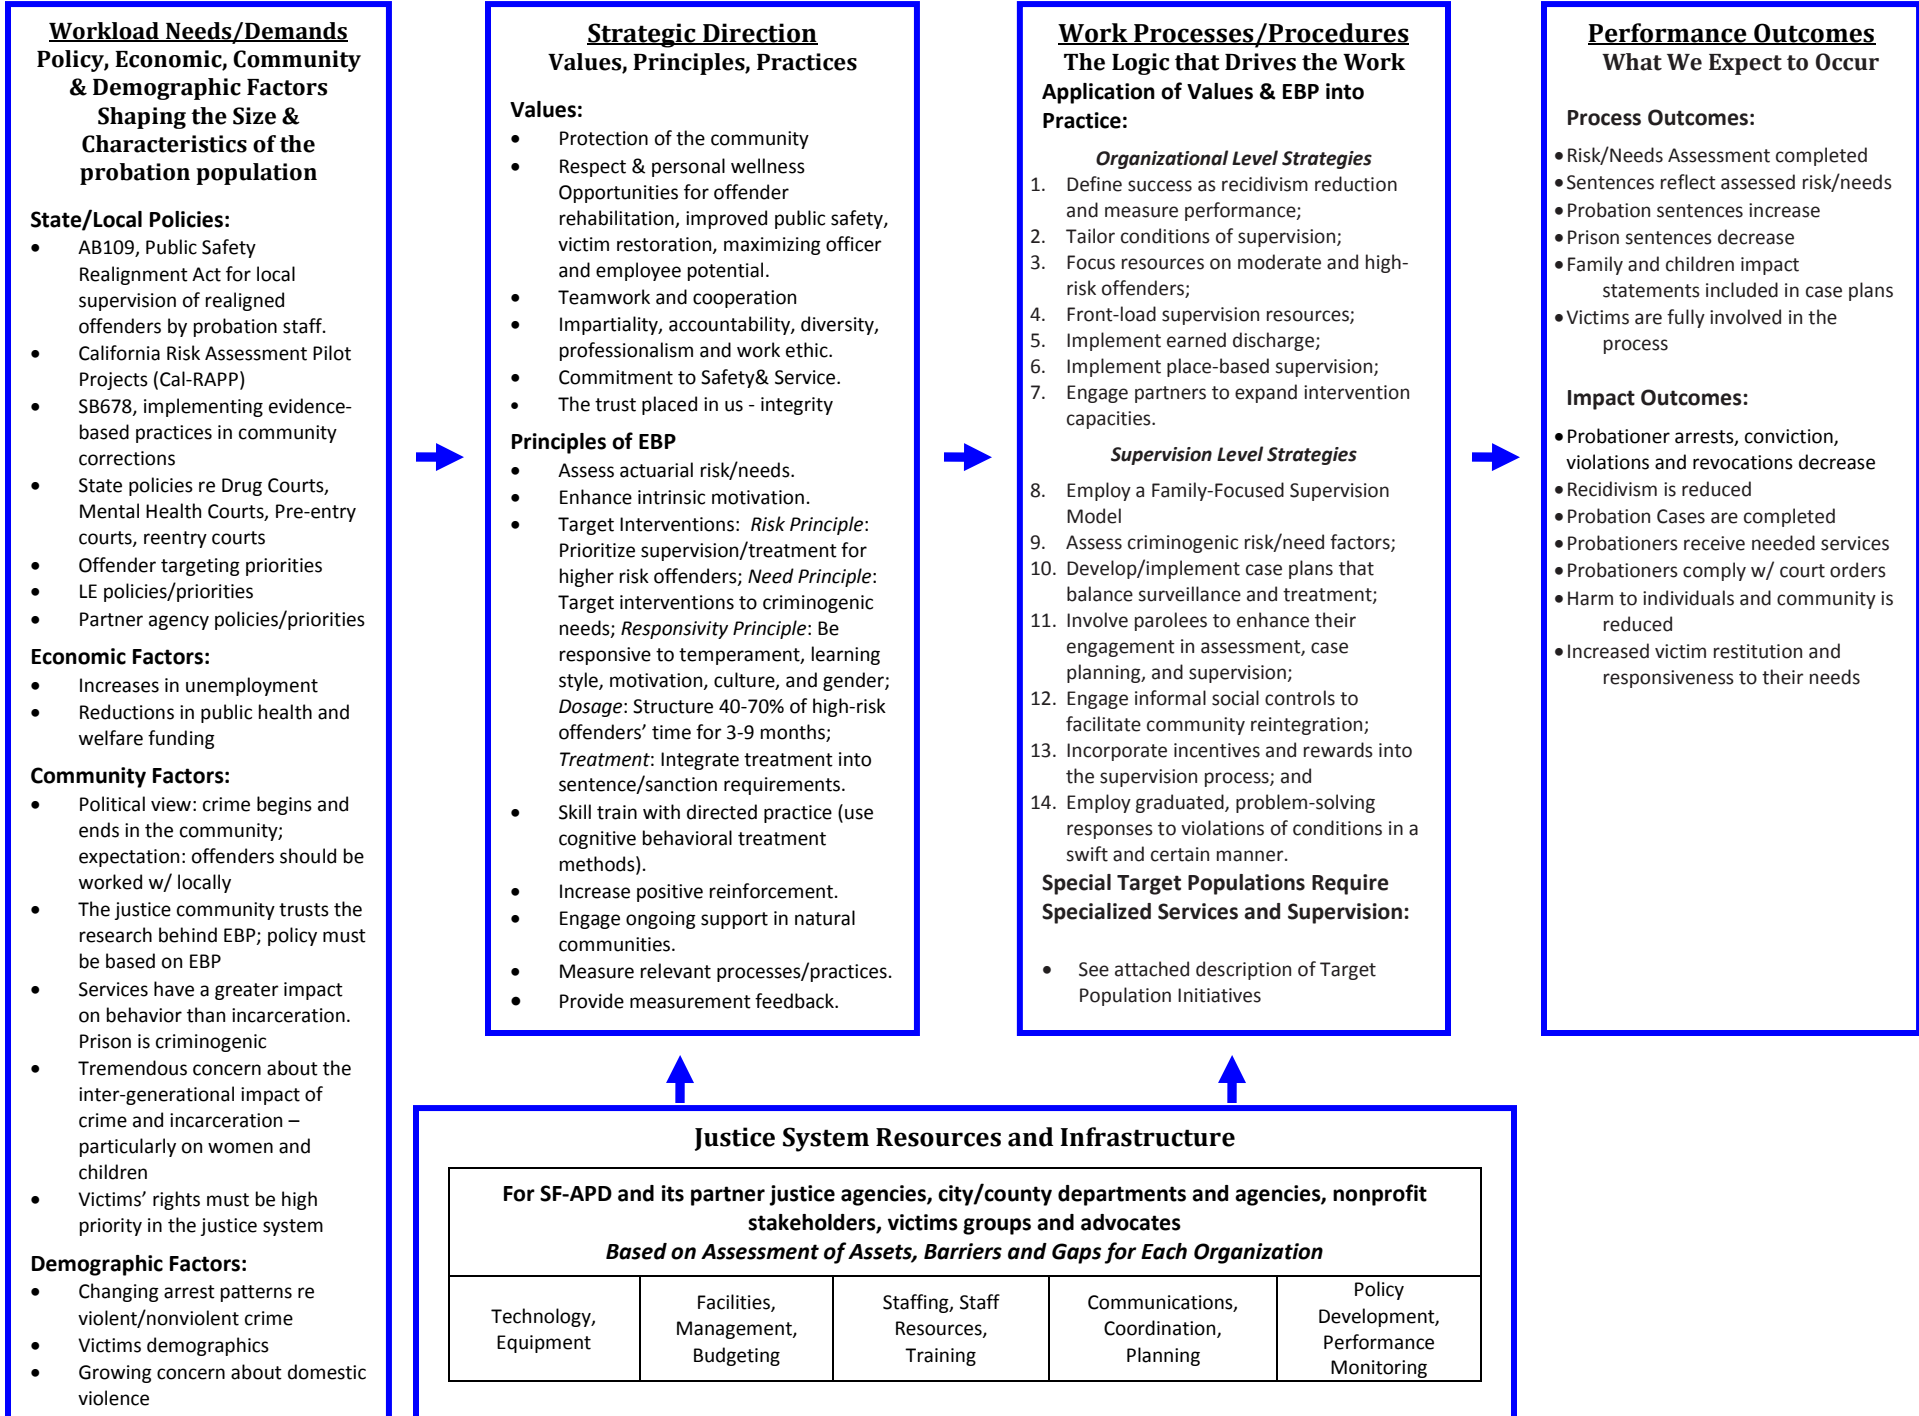 Workload Needs/Demands
Policy, Economic, Community
& Demographic Factors
Shaping the Size &
Characteristics of the
probation population
State/Local Policies:
• AB109, Public Safety
Realignment Act for local
supervision of realigned
offenders by probation staff.
• California Risk Assessment Pilot
Projects (Cal-RAPP)
• SB678, implementing evidence-
based practices in community
corrections
• State policies re Drug Courts,
Mental Health Courts, Pre-entry
courts, reentry courts
• Offender targeting priorities
• LE policies/priorities
• Partner agency policies/priorities
Economic Factors:
• Increases in unemployment
• Reductions in public health and
welfare funding
Community Factors:
• Political view: crime begins and
ends in the community;
expectation: offenders should be
worked w/ locally
• The justice community trusts the
research behind EBP; policy must
be based on EBP
• Services have a greater impact
on behavior than incarceration.
Prison is criminogenic
• Tremendous concern about the
inter-generational impact of
crime and incarceration –
particularly on women and
children
• Victims’ rights must be high
priority in the justice system
Demographic Factors:
• Changing arrest patterns re
violent/nonviolent crime
• Victims demographics
• Growing concern about domestic
violence
Strategic Direction
Values, Principles, Practices
Values:
• Protection of the community
• Respect & personal wellness
Opportunities for offender
rehabilitation, improved public safety,
victim restoration, maximizing officer
and employee potential.
• Teamwork and cooperation
• Impartiality, accountability, diversity,
professionalism and work ethic.
• Commitment to Safety& Service.
• The trust placed in us - integrity
Principles of EBP
• Assess actuarial risk/needs.
• Enhance intrinsic motivation.
• Target Interventions: Risk Principle:
Prioritize supervision/treatment for
higher risk offenders; Need Principle:
Target interventions to criminogenic
needs; Responsivity Principle: Be
responsive to temperament, learning
style, motivation, culture, and gender;
Dosage: Structure 40-70% of high-risk
offenders’ time for 3-9 months;
Treatment: Integrate treatment into
sentence/sanction requirements.
• Skill train with directed practice (use
cognitive behavioral treatment
methods).
• Increase positive reinforcement.
• Engage ongoing support in natural
communities.
• Measure relevant processes/practices.
• Provide measurement feedback.
Work Processes/Procedures
The Logic that Drives the Work
Application of Values & EBP into
Practice:
Organizational Level Strategies
1. Define success as recidivism reduction
and measure performance;
2. Tailor conditions of supervision;
3. Focus resources on moderate and high-
risk offenders;
4. Front-load supervision resources;
5. Implement earned discharge;
6. Implement place-based supervision;
7. Engage partners to expand intervention
capacities.
Supervision Level Strategies
8. Employ a Family-Focused Supervision
Model
9. Assess criminogenic risk/need factors;
10. Develop/implement case plans that
balance surveillance and treatment;
11. Involve parolees to enhance their
engagement in assessment, case
planning, and supervision;
12. Engage informal social controls to
facilitate community reintegration;
13. Incorporate incentives and rewards into
the supervision process; and
14. Employ graduated, problem-solving
responses to violations of conditions in a
swift and certain manner.
Special Target Populations Require
Specialized Services and Supervision:
• See attached description of Target
Population Initiatives
Performance Outcomes
What We Expect to Occur
Process Outcomes:
• Risk/Needs Assessment completed
• Sentences reflect assessed risk/needs
• Probation sentences increase
• Prison sentences decrease
• Family and children impact
statements included in case plans
• Victims are fully involved in the
process
Impact Outcomes:
• Probationer arrests, conviction,
violations and revocations decrease
• Recidivism is reduced
• Probation Cases are completed
• Probationers receive needed services
• Probationers comply w/ court orders
• Harm to individuals and community is
reduced
• Increased victim restitution and
responsiveness to their needs
Justice System Resources and Infrastructure
For SF-APD and its partner justice agencies, city/county departments and agencies, nonprofit
stakeholders, victims groups and advocates
Based on Assessment of Assets, Barriers and Gaps for Each Organization
Technology,
Equipment
Facilities,
Management,
Budgeting
Staffing, Staff
Resources,
Training
Communications,
Coordination,
Planning
Policy
Development,
Performance
Monitoring